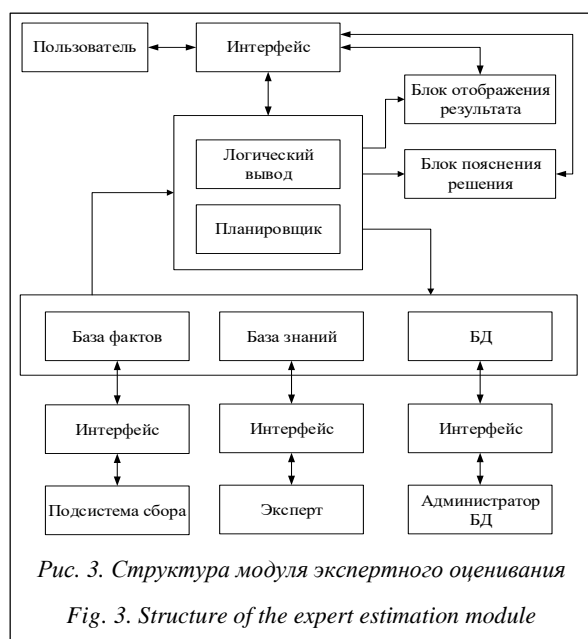 Пользователь
Интерфейс
Блок отображения
результата
Логический
вывод
Блок пояснения
решения
Планировщик
База фактов
База знаний
БД
Интерфейс
Интерфейс
Интерфейс
Подсистема сбора
Эксперт
Администратор
БД
Рис. 3. Структура модуля экспертного оценивания
Fig. 3. Structure of the expert estimation module